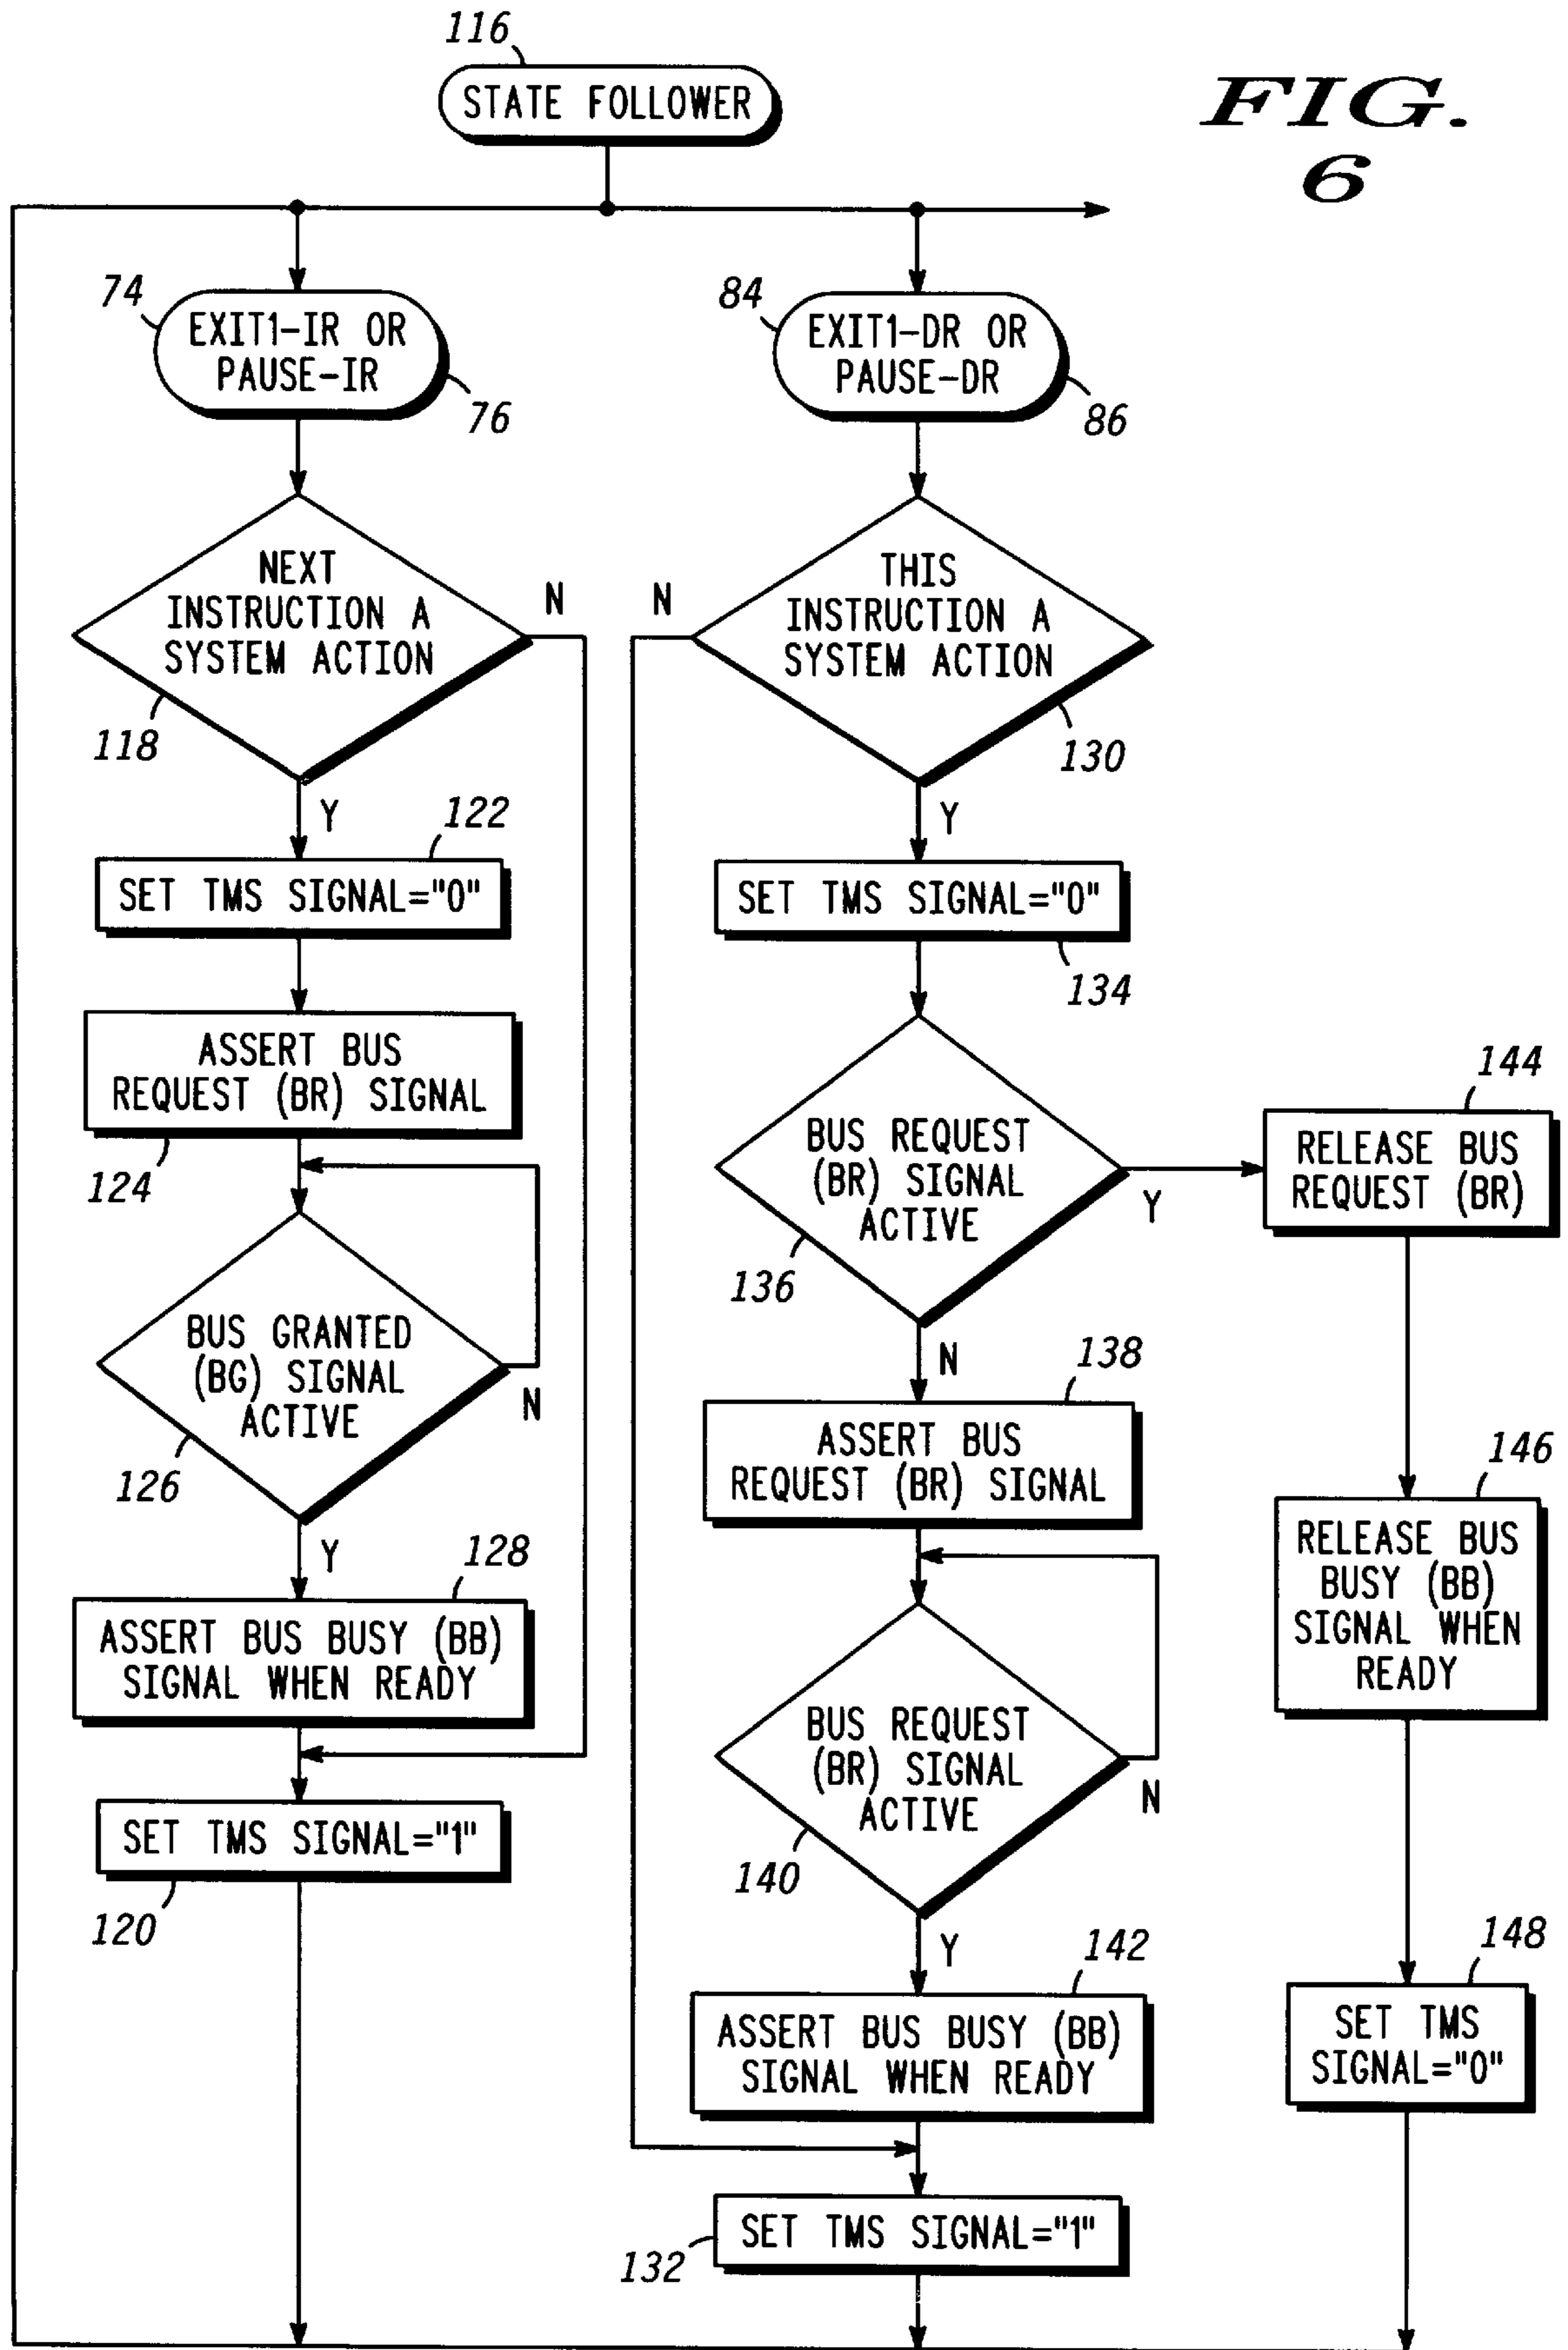 116
STATE FOLLOWER
FIG.
6
74
EXIT1-IR OR
PAUSE-IR
76
84
EXIT1-DR OR
PAUSE-DR
86
NEXT
INSTRUCTION A
SYSTEM ACTION
N
118
Y
N
THIS
INSTRUCTION A
SYSTEM ACTION
130
Y
122
SET TMS SIGNAL="0"
SET TMS SIGNAL="0"
134
ASSERT BUS
REQUEST (BR) SIGNAL
124
BUS REQUEST
(BR) SIGNAL
ACTIVE
136
Y
N
144
RELEASE BUS
REQUEST (BR)
BUS GRANTED
(BG) SIGNAL
ACTIVE
126
N
Y
138
ASSERT BUS
REQUEST (BR) SIGNAL
146
RELEASE BUS
BUSY (BB)
SIGNAL WHEN
READY
128
ASSERT BUS BUSY (BB)
SIGNAL WHEN READY
BUS REQUEST
(BR) SIGNAL
ACTIVE
140
N
Y
SET TMS SIGNAL="1"
120
142
ASSERT BUS BUSY (BB)
SIGNAL WHEN READY
148
SET TMS
SIGNAL="0"
SET TMS SIGNAL="1"
132